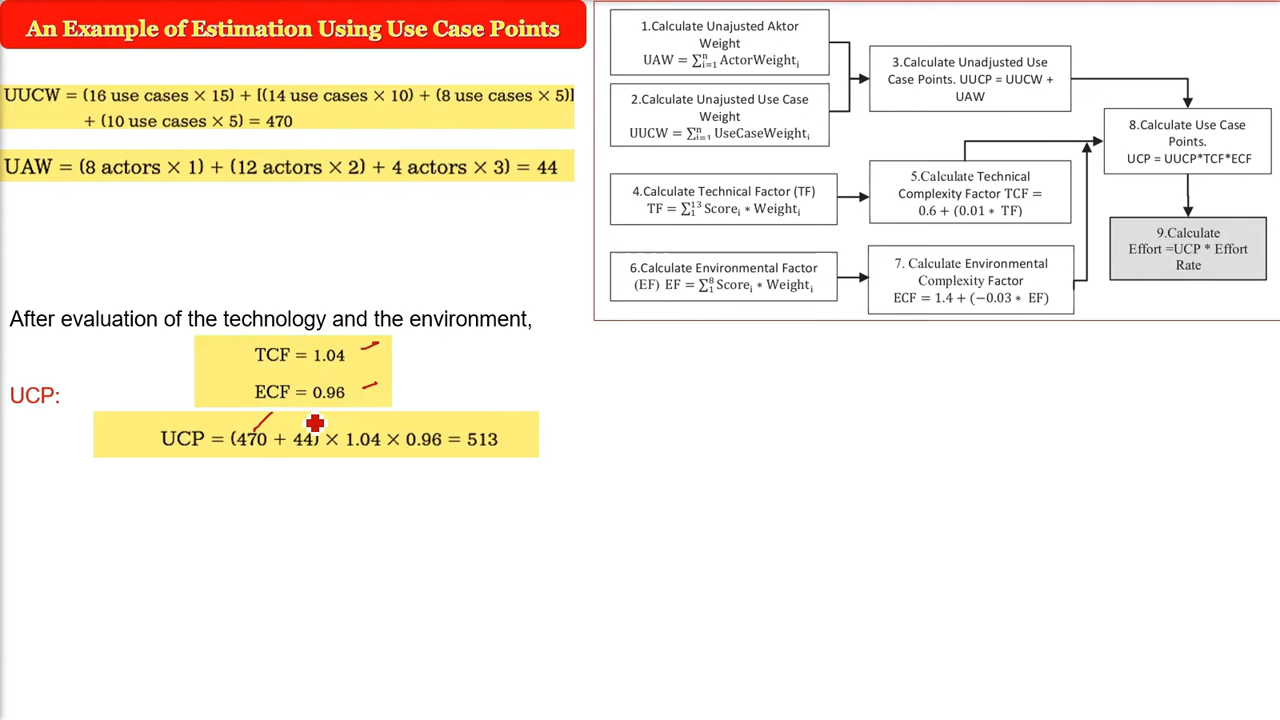 An Example of Estimation Using Use Case Points
UUCW = (16 use cases × 15) + [(14 use cases × 10) + (8 use cases × 5)]
+ (10 use cases × 5) = 470
UAW = (8 actors × 1) + (12 actors × 2) + 4 actors × 3) = 44
After evaluation of the technology and the environment,
TCF = 1.04
ECF = 0.96
UCP:
UCP = (470 + 44) × 1.04 × 0.96 = 513
1.Calculate Unajusted Aktor
Weight
UAW = ∑ⁿᵢ₌₁ ActorWeightᵢ
2.Calculate Unajusted Use Case
Weight
UUCW = ∑ⁿᵢ₌₁ UseCaseWeightᵢ
3.Calculate Unadjusted Use
Case Points. UUCP = UUCW +
UAW
4.Calculate Technical Factor (TF)
TF = ∑₁¹³ Scoreᵢ ∗ Weightᵢ
5.Calculate Technical
Complexity Factor TCF =
0.6 + (0.01 ∗ TF)
6.Calculate Environmental Factor
(EF) EF = ∑₁⁸ Scoreᵢ ∗ Weightᵢ
7. Calculate Environmental
Complexity Factor
ECF = 1.4 + (−0.03 ∗ EF)
8.Calculate Use Case
Points.
UCP = UUCP*TCF*ECF
9.Calculate
Effort =UCP * Effort
Rate